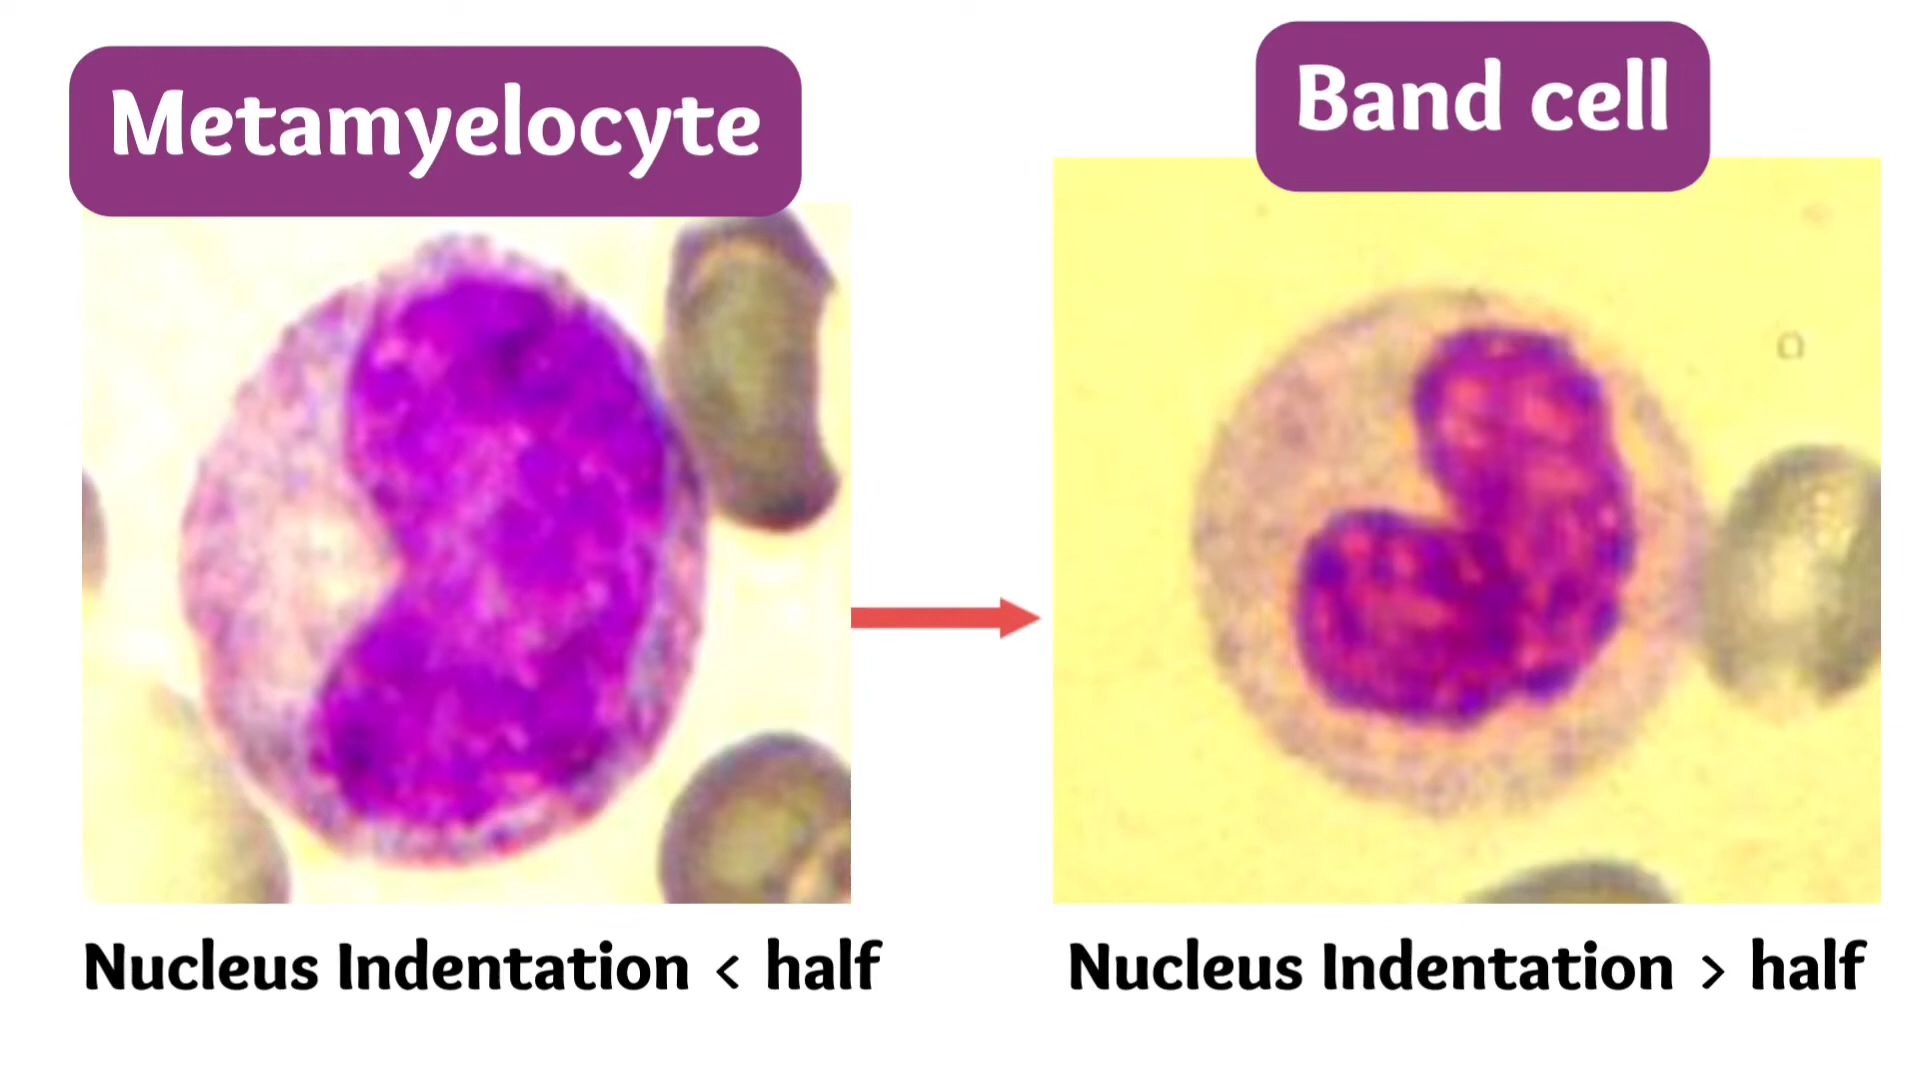 Metamyelocyte
Band cell
Nucleus Indentation < half
Nucleus Indentation > half